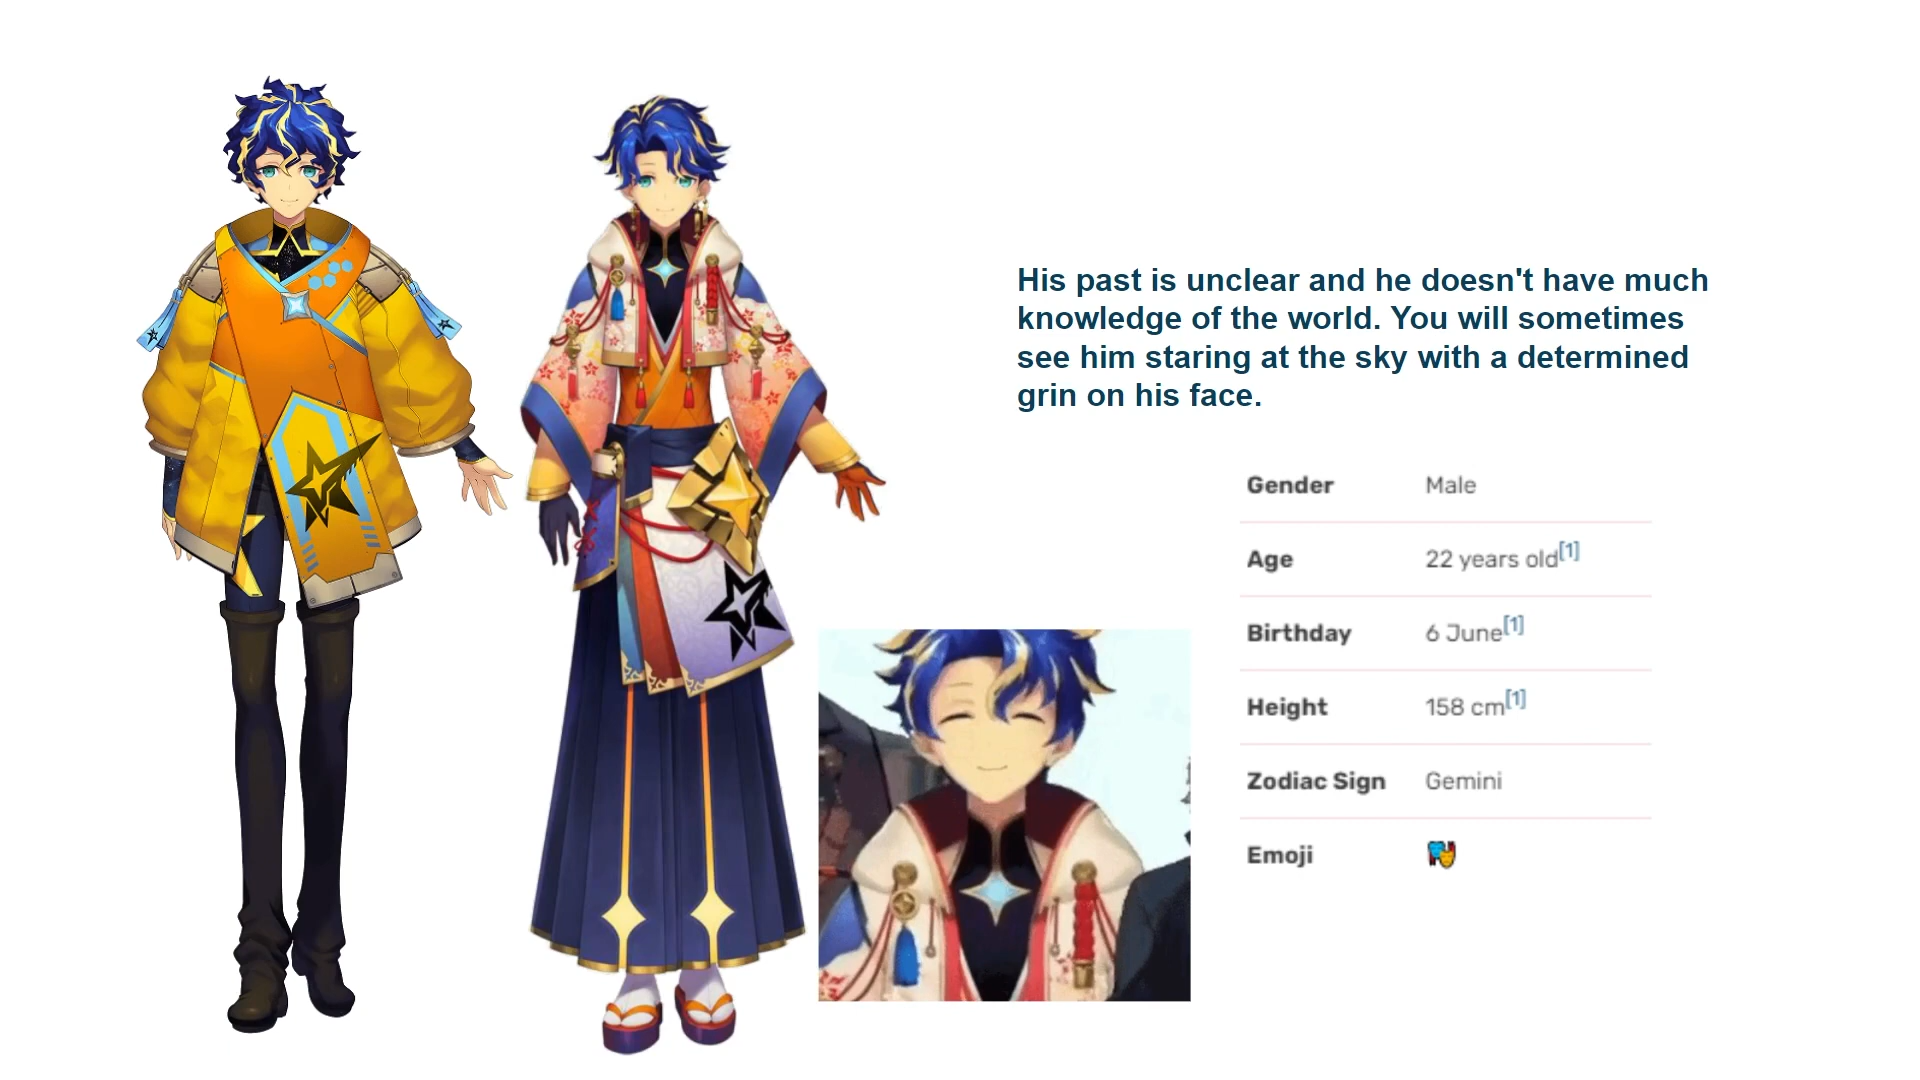 His past is unclear and he doesn't have much
knowledge of the world. You will sometimes
see him staring at the sky with a determined
grin on his face.
Gender Male
Age 22 years old[1]
Birthday 6 June[1]
Height 158 cm[1]
Zodiac Sign Gemini
Emoji